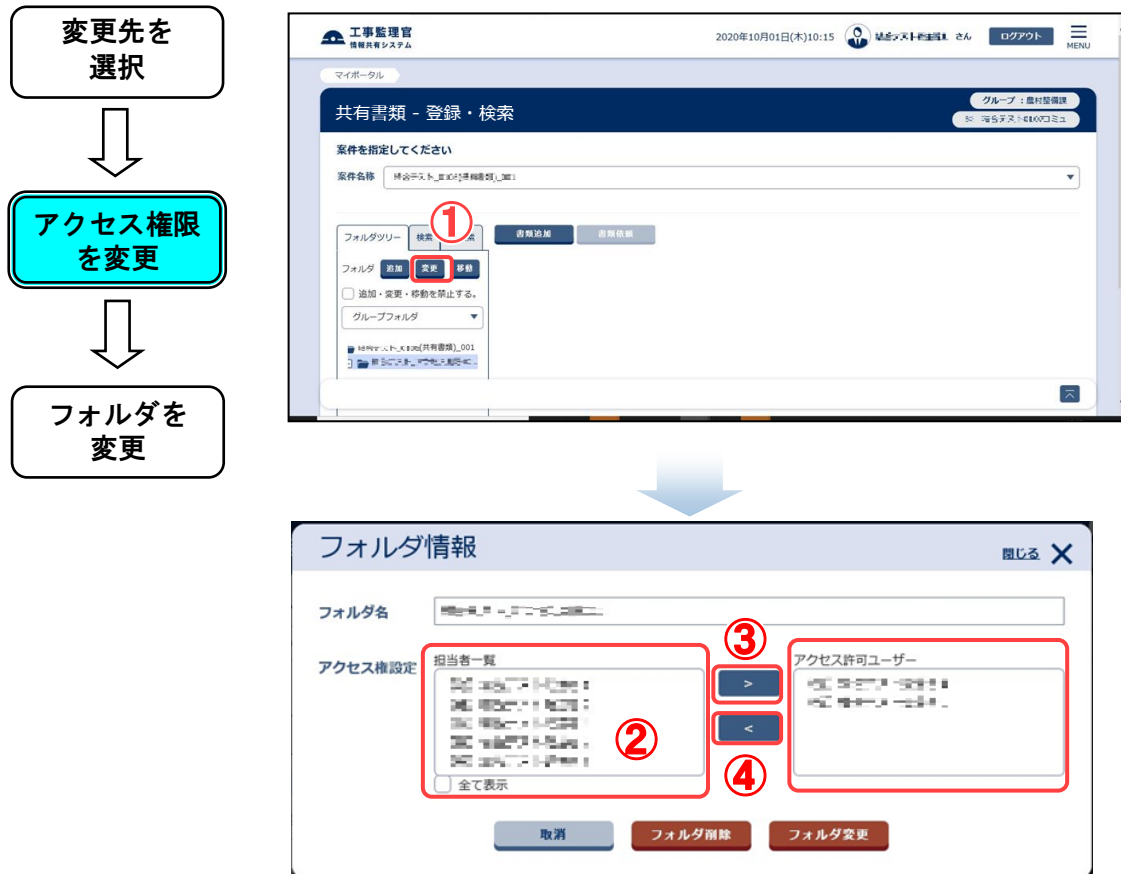 変更先を
選択
アクセス権限
を変更
フォルダを
変更
工事監理官
情報共有システム
2020年10月01日(木)10:15
さん
ログアウト
MENU
マイポータル
共有書類 - 登録・検索
グループ：農村整備課
案件を指定してください
案件名称
①
フォルダツリー
検索
書類追加
書類依頼
フォルダ
追加
変更
移動
追加・変更・移動を禁止する。
グループフォルダ
(共有書類)_001
フォルダ情報
閉じる
フォルダ名
アクセス権設定
担当者一覧
②
全て表示
③
>
<
④
アクセス許可ユーザー
取消
フォルダ削除
フォルダ変更